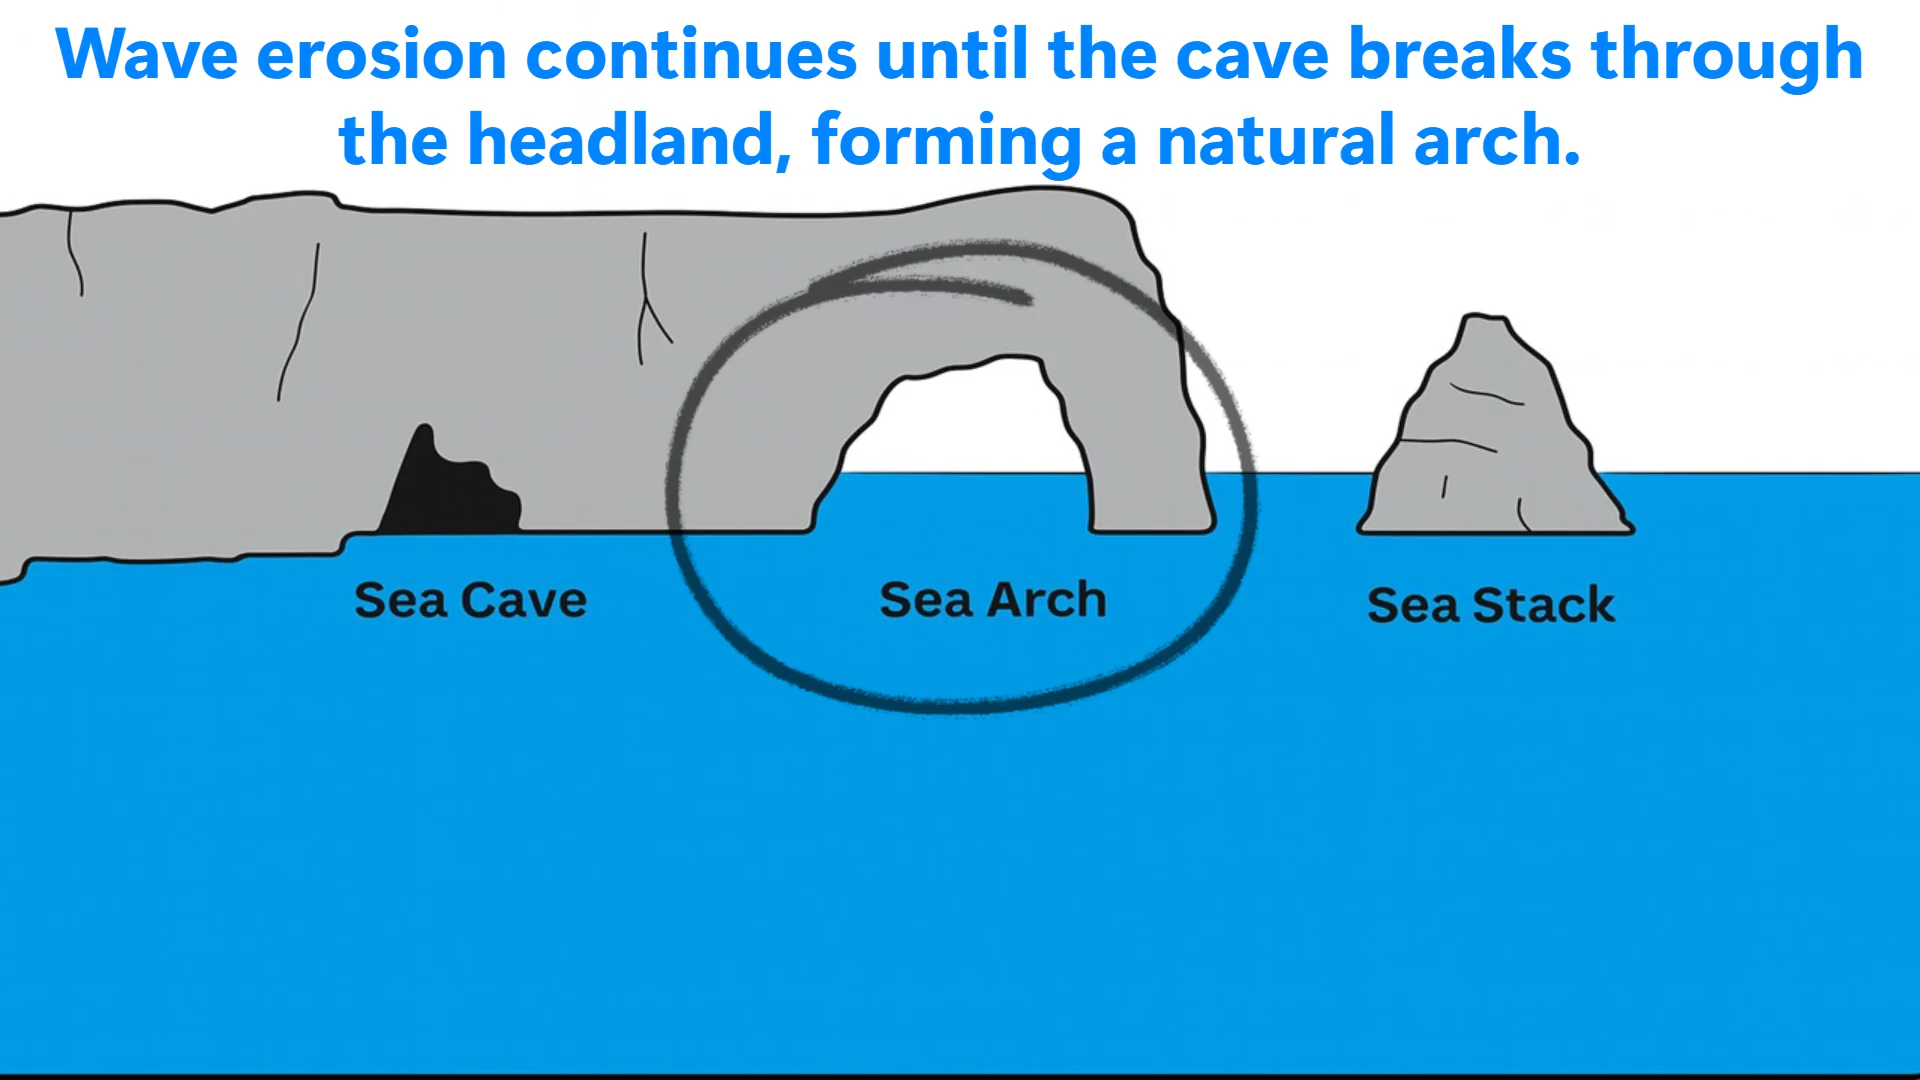 Wave erosion continues until the cave breaks through
the headland, forming a natural arch.
Sea Cave
Sea Arch
Sea Stack